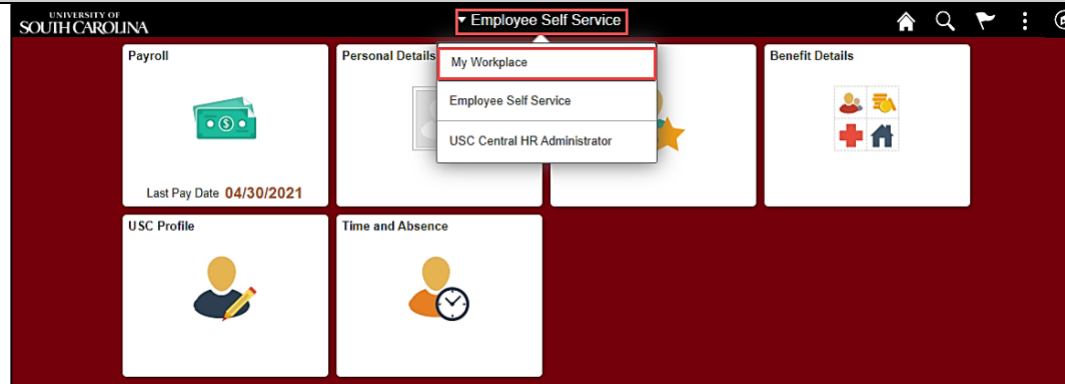 UNIVERSITY OF
SOUTH CAROLINA
Employee Self Service
Payroll
Personal Details
My Workplace
Employee Self Service
USC Central HR Administrator
Benefit Details
Last Pay Date 04/30/2021
USC Profile
Time and Absence